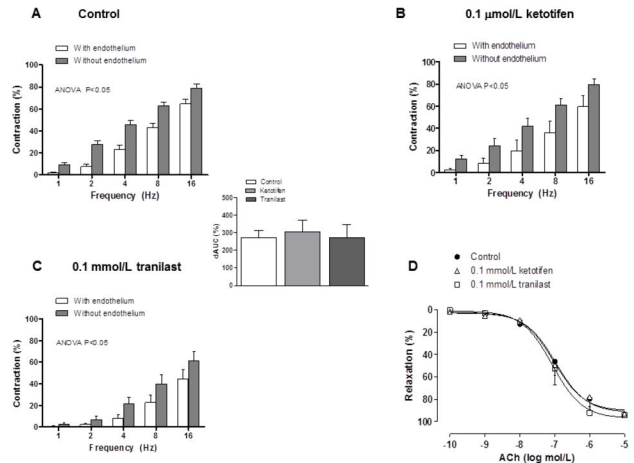 A Control
With endothelium
Without endothelium
ANOVA P<0.05
Contraction (%)
100
80
60
40
20
0
1 2 4 8 16
Frequency (Hz)
B 0.1 μmol/L ketotifen
With endothelium
Without endothelium
ANOVA P<0.05
Contraction (%)
100
80
60
40
20
0
1 2 4 8 16
Frequency (Hz)
Control
Ketotifen
Tranilast
dAUC (%)
500
400
300
200
100
0
C 0.1 mmol/L tranilast
With endothelium
Without endothelium
ANOVA P<0.05
Contraction (%)
100
80
60
40
20
0
1 2 4 8 16
Frequency (Hz)
D
Control
0.1 mmol/L ketotifen
0.1 mmol/L tranilast
Relaxation (%)
0
20
40
60
80
100
-10 -9 -8 -7 -6 -5
ACh (log mol/L)